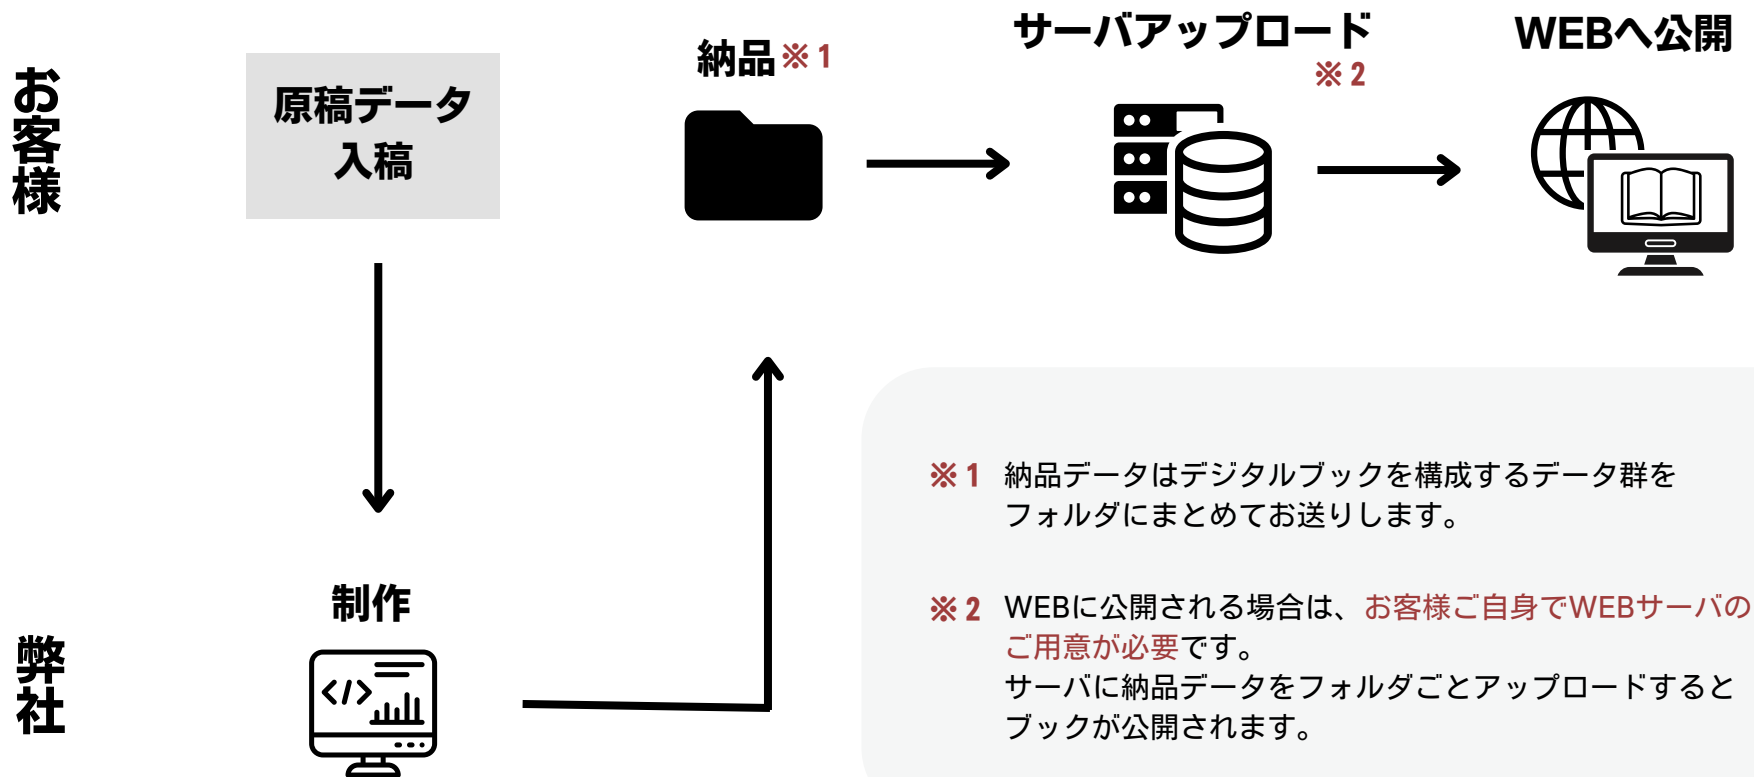 お客様
原稿データ
入稿
納品※1
サーバアップロード
※2
WEBへ公開
制作
</>
弊社
※1 納品データはデジタルブックを構成するデータ群を
フォルダにまとめてお送りします。
※2 WEBに公開される場合は、お客様ご自身でWEBサーバの
ご用意が必要です。
サーバに納品データをフォルダごとアップロードすると
ブックが公開されます。